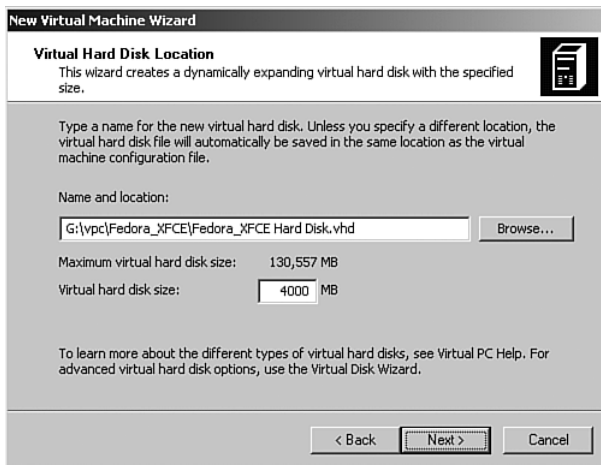 New Virtual Machine Wizard
Virtual Hard Disk Location
This wizard creates a dynamically expanding virtual hard disk with the specified
size.
Type a name for the new virtual hard disk. Unless you specify a different location, the
virtual hard disk file will automatically be saved in the same location as the virtual
machine configuration file.
Name and location:
G:\vpc\Fedora_XFCE\Fedora_XFCE Hard Disk.vhd Browse...
Maximum virtual hard disk size: 130,557 MB
Virtual hard disk size: 4000 MB
To learn more about the different types of virtual hard disks, see Virtual PC Help. For
advanced virtual hard disk options, use the Virtual Disk Wizard.
< Back Next > Cancel